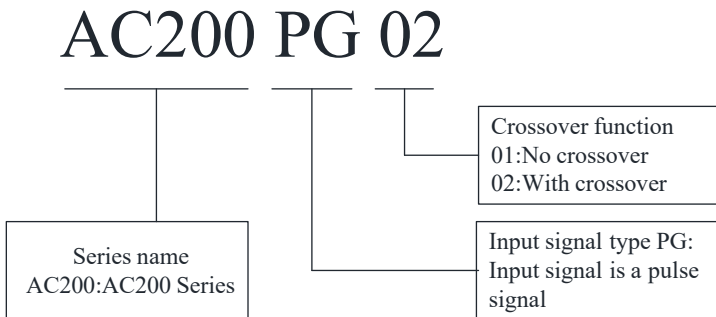 AC200 PG 02
Crossover function
01:No crossover
02:With crossover
Series name
AC200:AC200 Series
Input signal type PG:
Input signal is a pulse
signal